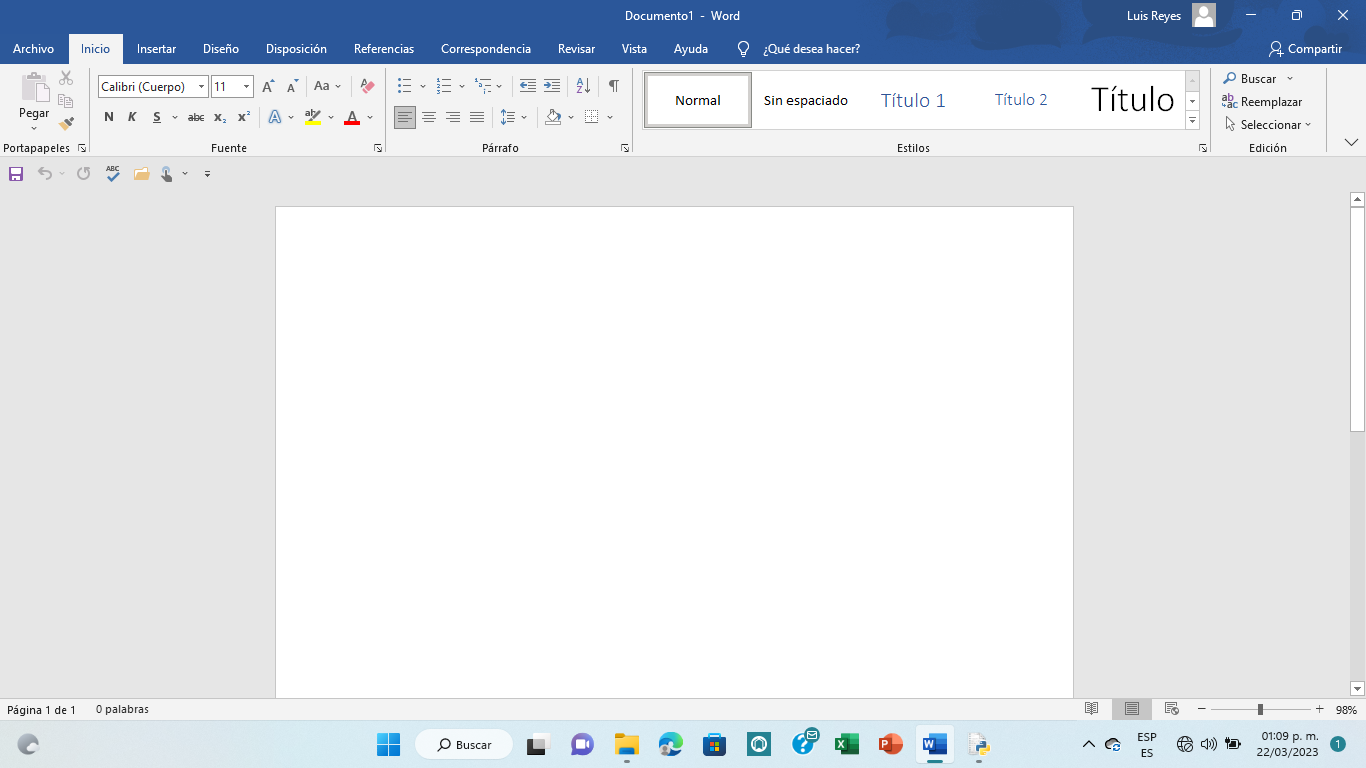 Documento1 - Word
Luis Reyes
Archivo Inicio Insertar Diseño Disposición Referencias Correspondencia Revisar Vista Ayuda ¿Qué desea hacer? Compartir
Pegar
Calibri (Cuerpo) 11 Aa
N K S abc x₂ x² A ab A
Normal
Sin espaciado
Título 1
Título 2
Título
Buscar
Reemplazar
Seleccionar
Portapapeles Fuente Párrafo Estilos Edición
ABC
Página 1 de 1 0 palabras 98%
Buscar
ESP
ES
01:09 p. m.
22/03/2023
1